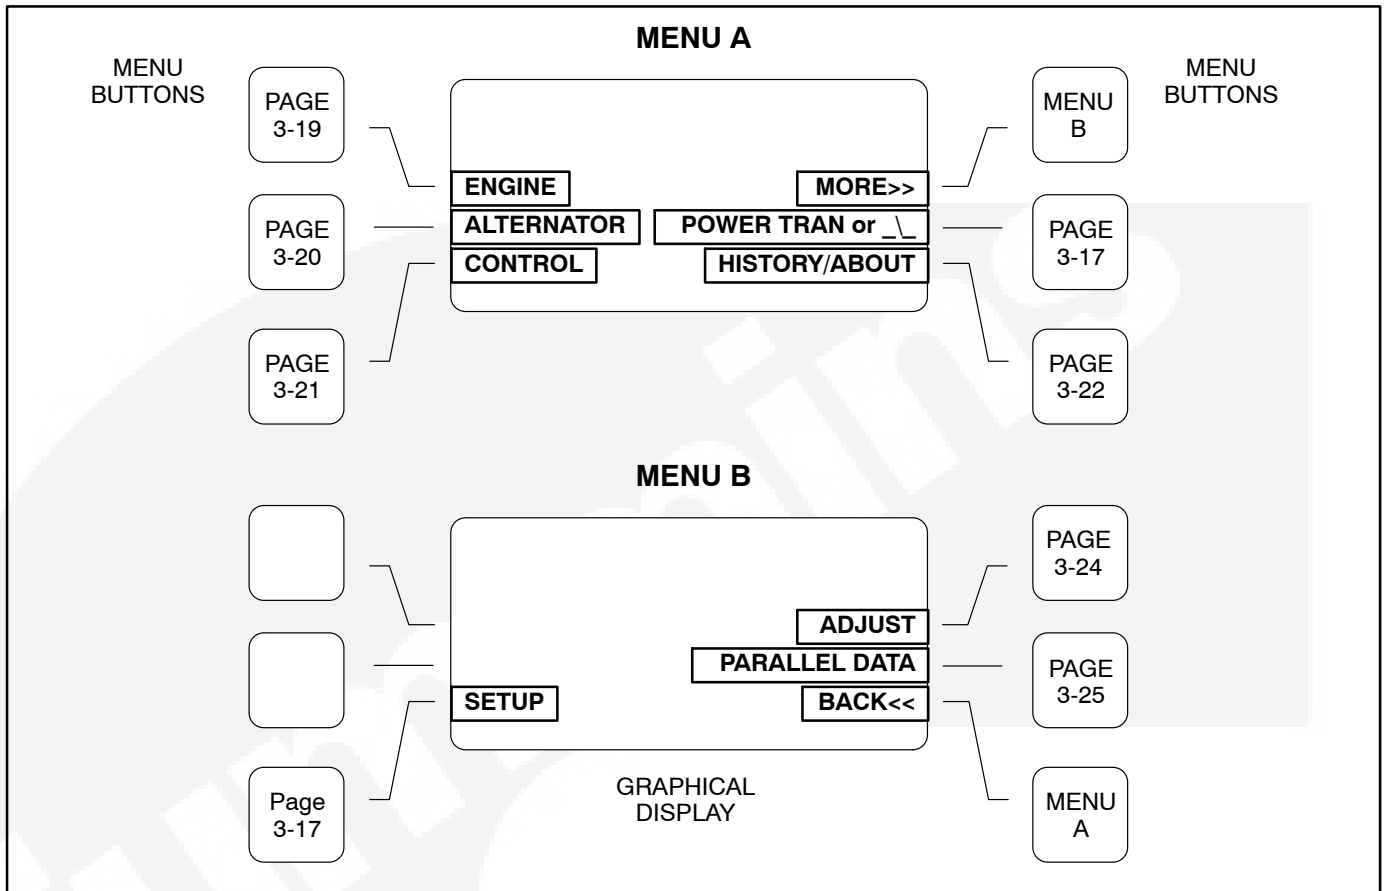 MENU A
MENU
BUTTONS
MENU
BUTTONS
PAGE
3-19
MENU
B
ENGINE
MORE>>
PAGE
3-20
ALTERNATOR
POWER TRAN or _\_
PAGE
3-17
CONTROL
HISTORY/ABOUT
PAGE
3-21
PAGE
3-22
MENU B
PAGE
3-24
ADJUST
PARALLEL DATA
PAGE
3-25
SETUP
BACK<<
Page
3-17
GRAPHICAL
DISPLAY
MENU
A